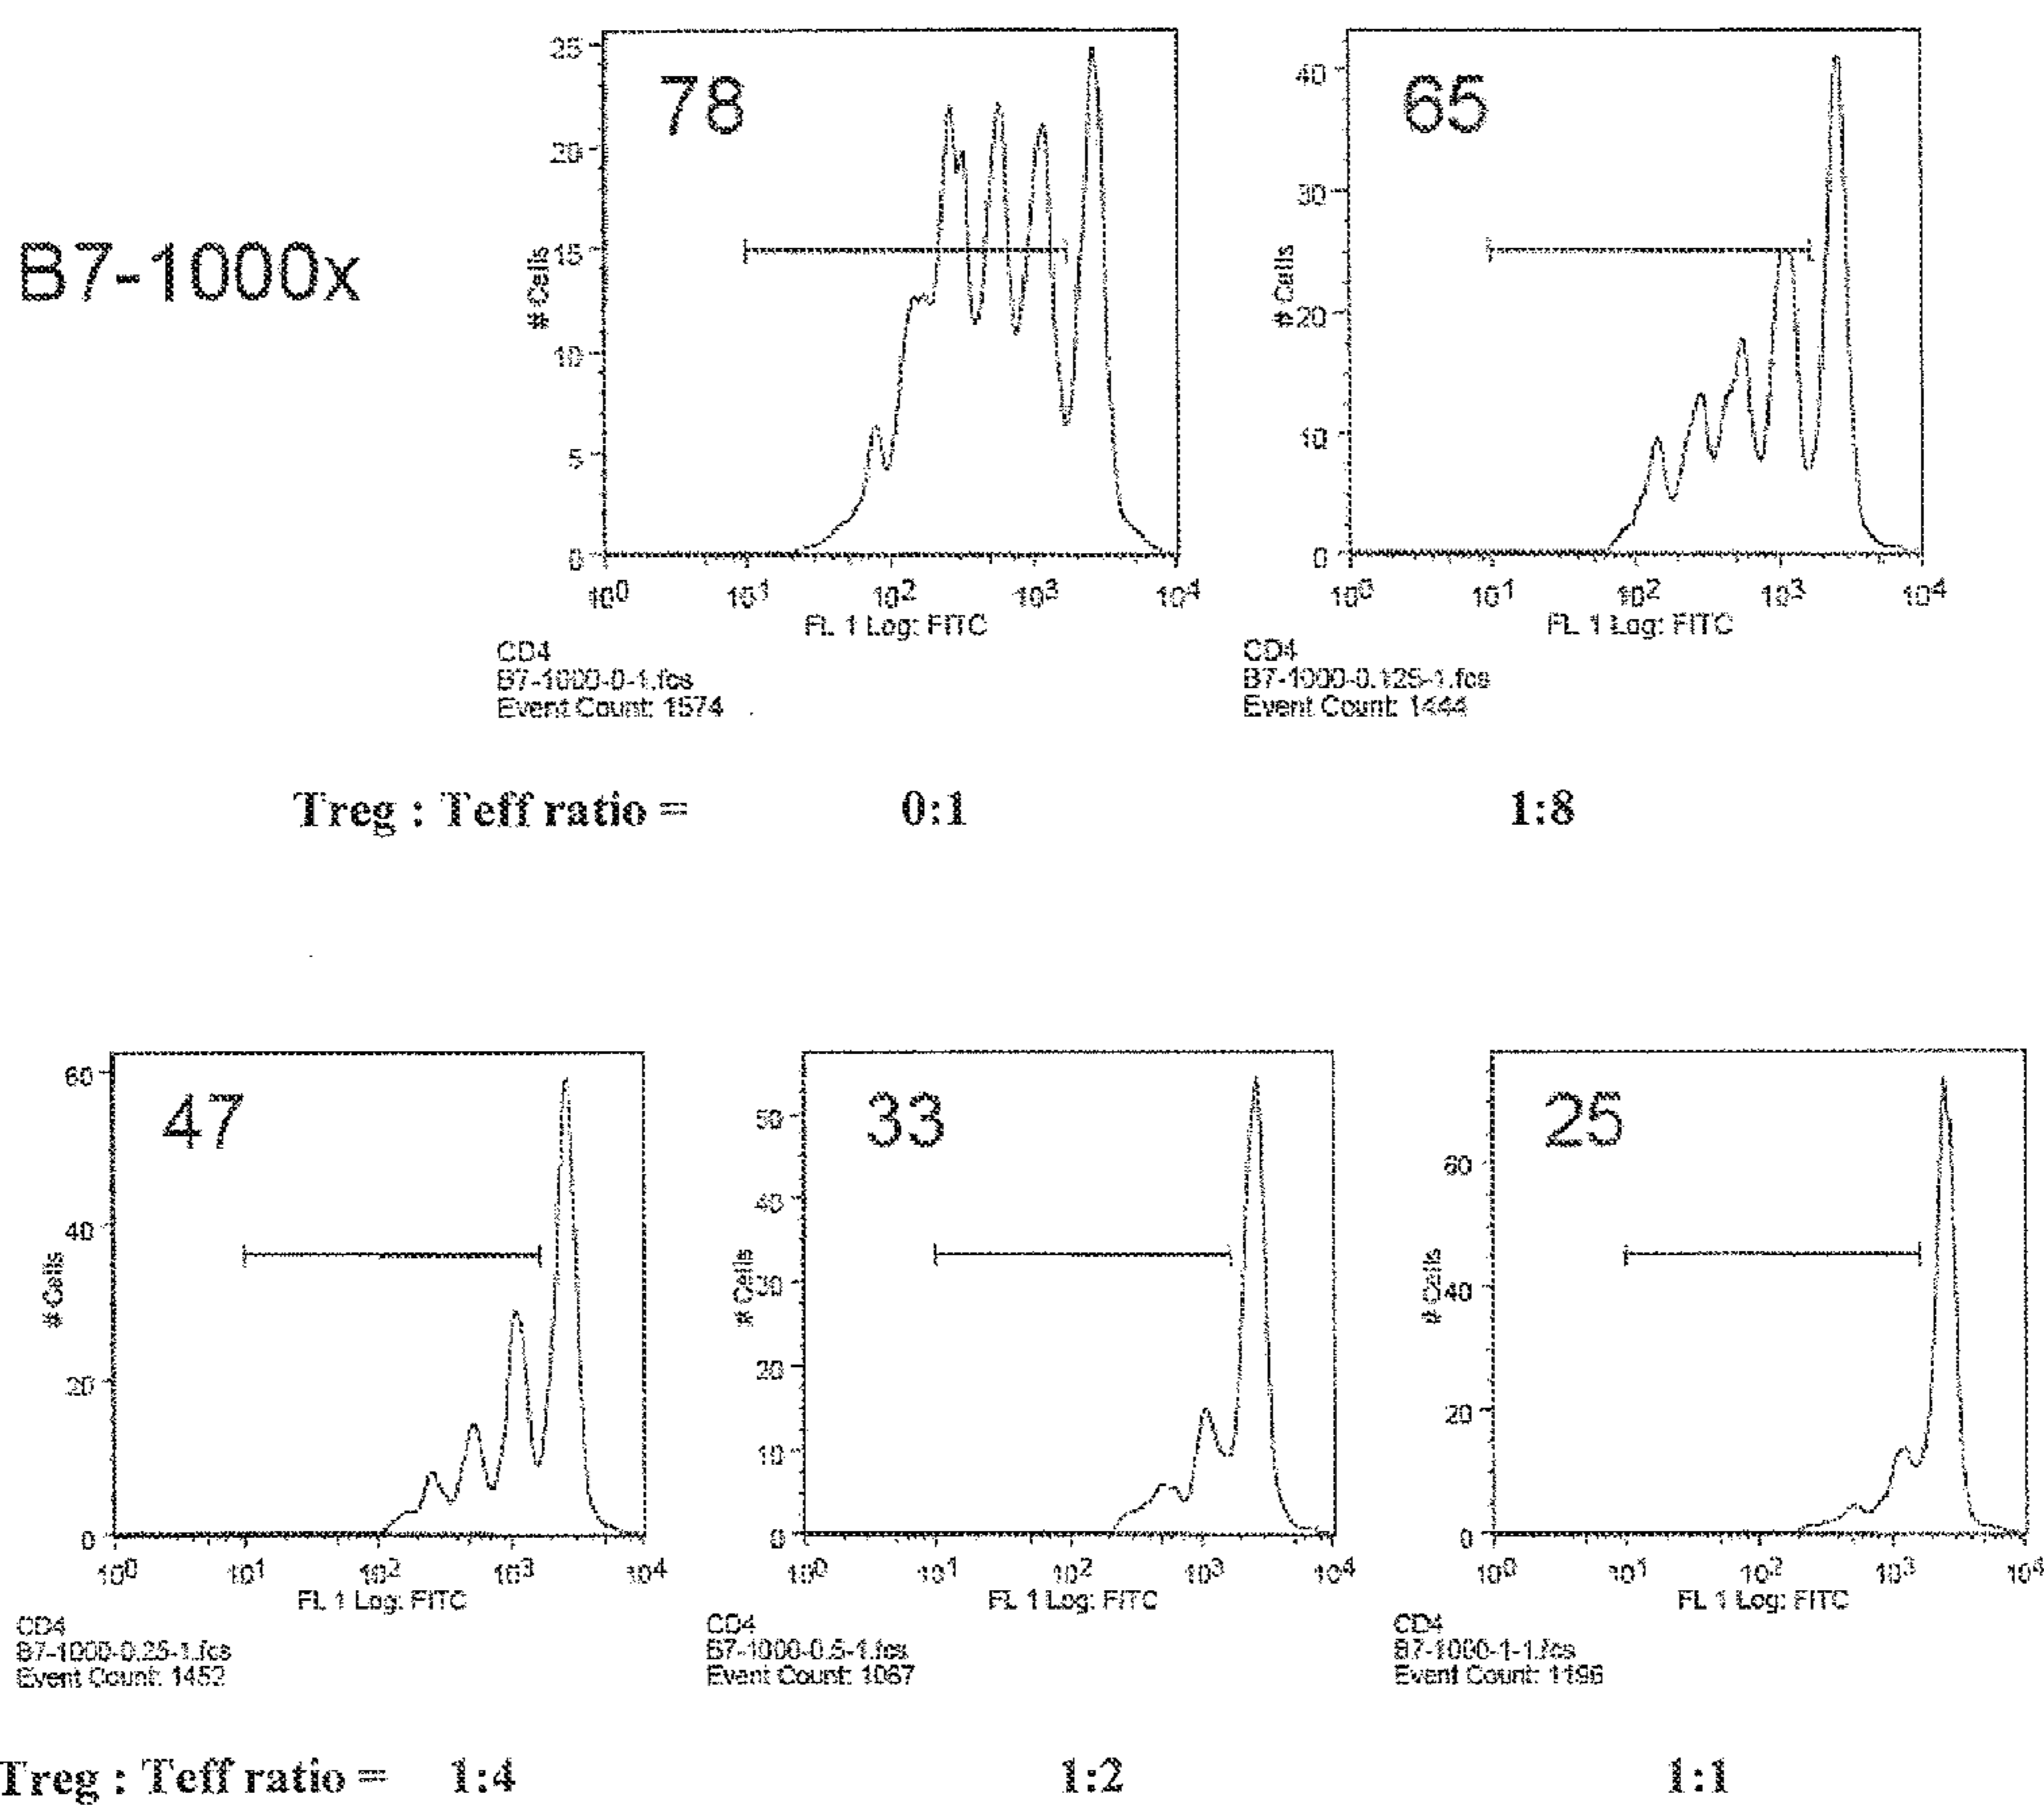 B7-1000x
78
25
20
15
10
5
0
# Cells
10^0 10^1 10^2 10^3 10^4
FL 1 Log: FITC
CD4
B7-1000-0-1.fcs
Event Count: 1574
65
40
30
20
10
0
# Cells
10^0 10^1 10^2 10^3 10^4
FL 1 Log: FITC
CD4
B7-1000-0.125-1.fcs
Event Count: 1444
Treg : Teff ratio = 0:1 1:8
47
60
40
20
0
# Cells
10^0 10^1 10^2 10^3 10^4
FL 1 Log: FITC
CD4
B7-1000-0.25-1.fcs
Event Count: 1452
33
50
40
30
20
10
0
# Cells
10^0 10^1 10^2 10^3 10^4
FL 1 Log: FITC
CD4
B7-1000-0.5-1.fcs
Event Count: 1067
25
60
40
20
0
# Cells
10^0 10^1 10^2 10^3 10^4
FL 1 Log: FITC
CD4
B7-1000-1-1.fcs
Event Count: 1196
Treg : Teff ratio = 1:4 1:2 1:1